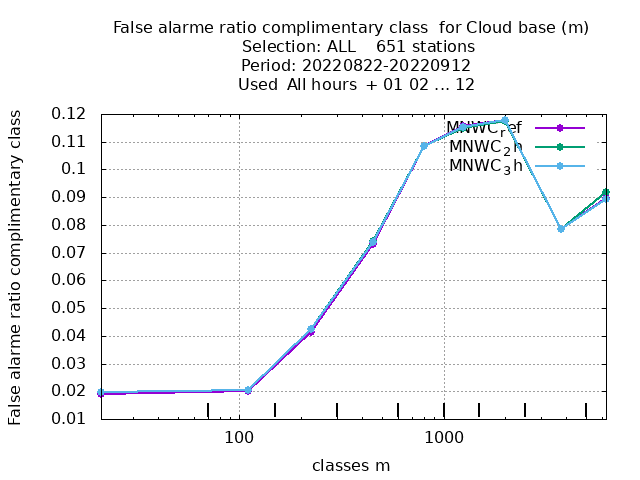 False alarme ratio complimentary class  for Cloud base (m)
Selection: ALL    651 stations
Period: 20220822-20220912
Used  All hours  + 01 02 ... 12
False alarme ratio complimentary class
0.12
0.11
0.1
0.09
0.08
0.07
0.06
0.05
0.04
0.03
0.02
0.01
MNWC_ref
MNWC_2h
MNWC_3h
100
1000
classes m